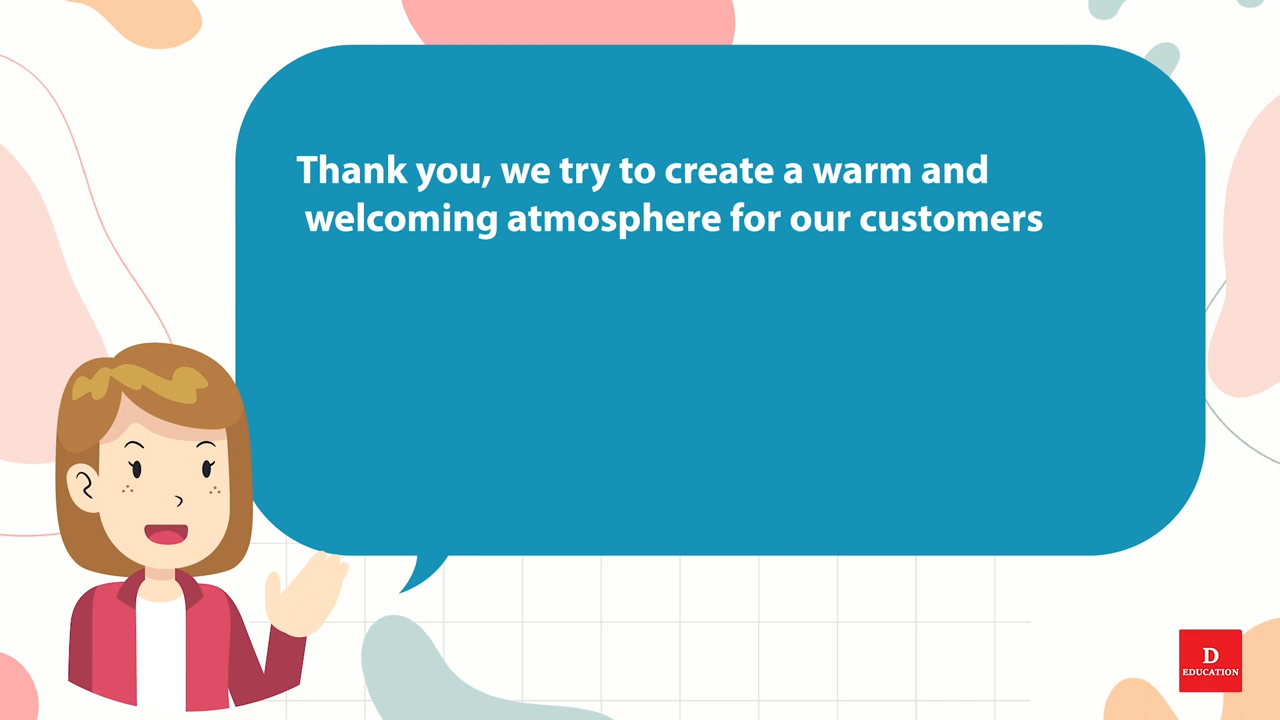 Thank you, we try to create a warm and
welcoming atmosphere for our customers
D
EDUCATION